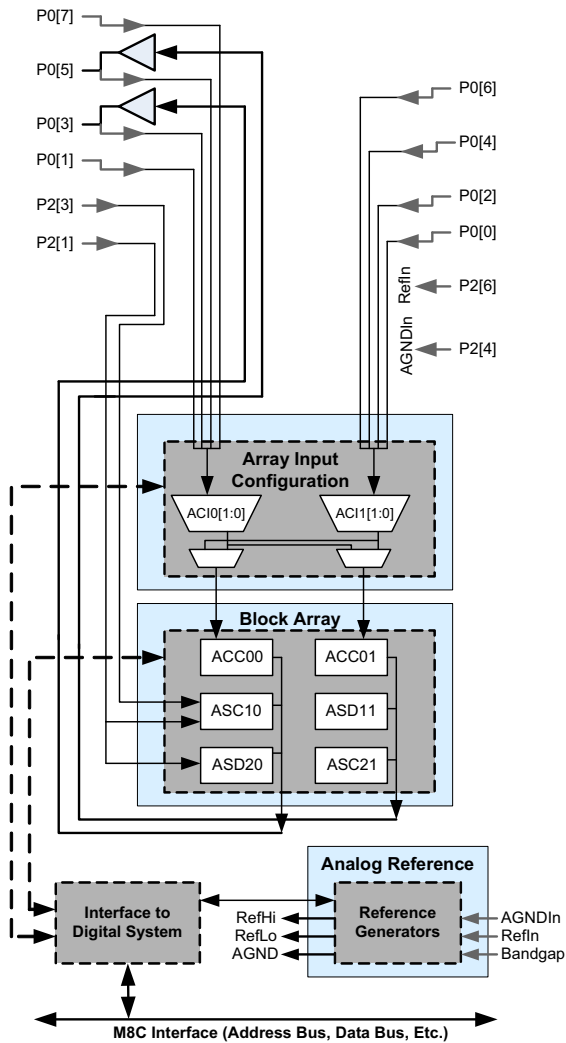 P0[7]
P0[5]
P0[3]
P0[1]
P2[3]
P2[1]
P0[6]
P0[4]
P0[2]
P0[0]
P2[6]
P2[4]
RefIn
AGNDIn
Array Input
Configuration
ACI0[1:0]
ACI1[1:0]
Block Array
ACC00
ACC01
ASC10
ASD11
ASD20
ASC21
Analog Reference
Interface to
Digital System
RefHi
RefLo
AGND
Reference
Generators
AGNDIn
RefIn
Bandgap
M8C Interface (Address Bus, Data Bus, Etc.)